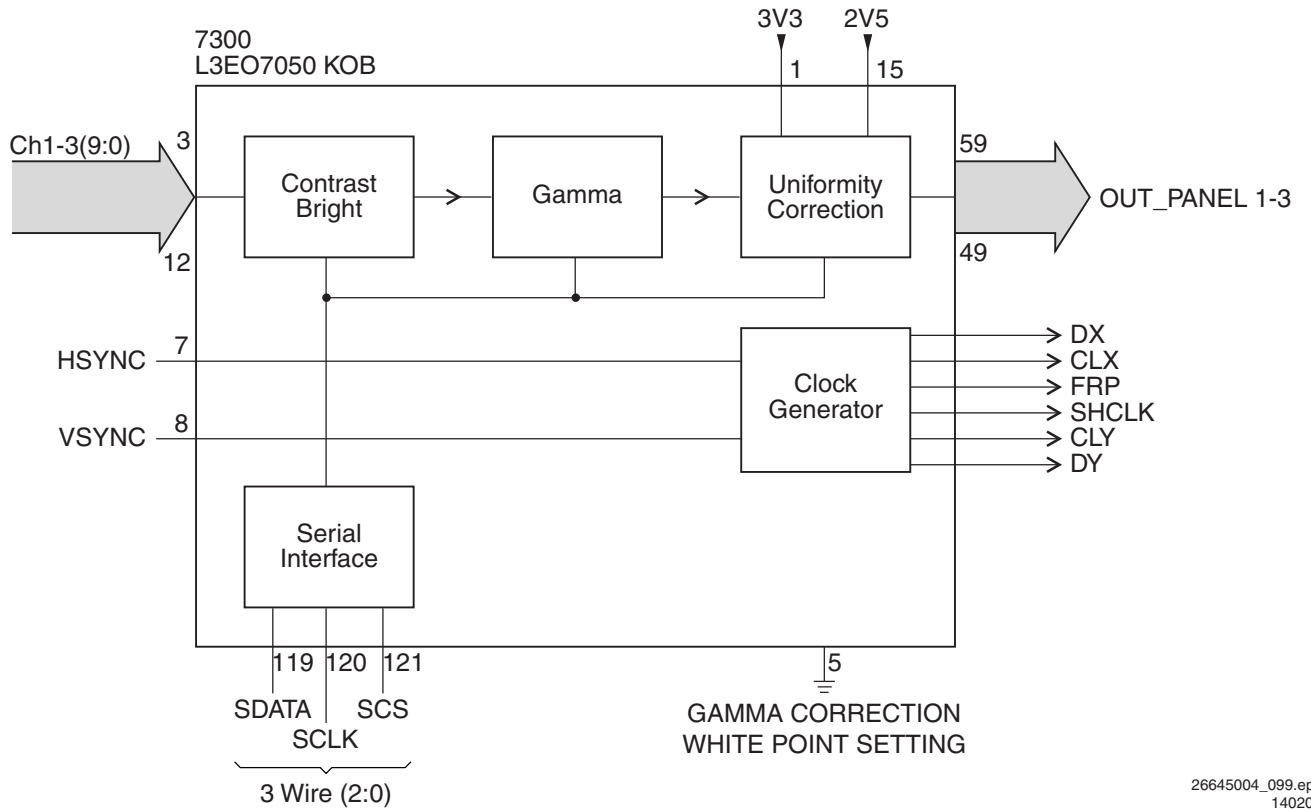 3V3 2V5
7300
L3EO7050 KOB
1 15
Ch1-3(9:0) 3 59
Contrast
Bright
Gamma
Uniformity
Correction
OUT_PANEL 1-3
12 49
HSYNC 7
VSYNC 8
Clock
Generator
DX
CLX
FRP
SHCLK
CLY
DY
Serial
Interface
119 120 121 5
SDATA SCS
SCLK
GAMMA CORRECTION
WHITE POINT SETTING
3 Wire (2:0)
26645004_099.ep
14020